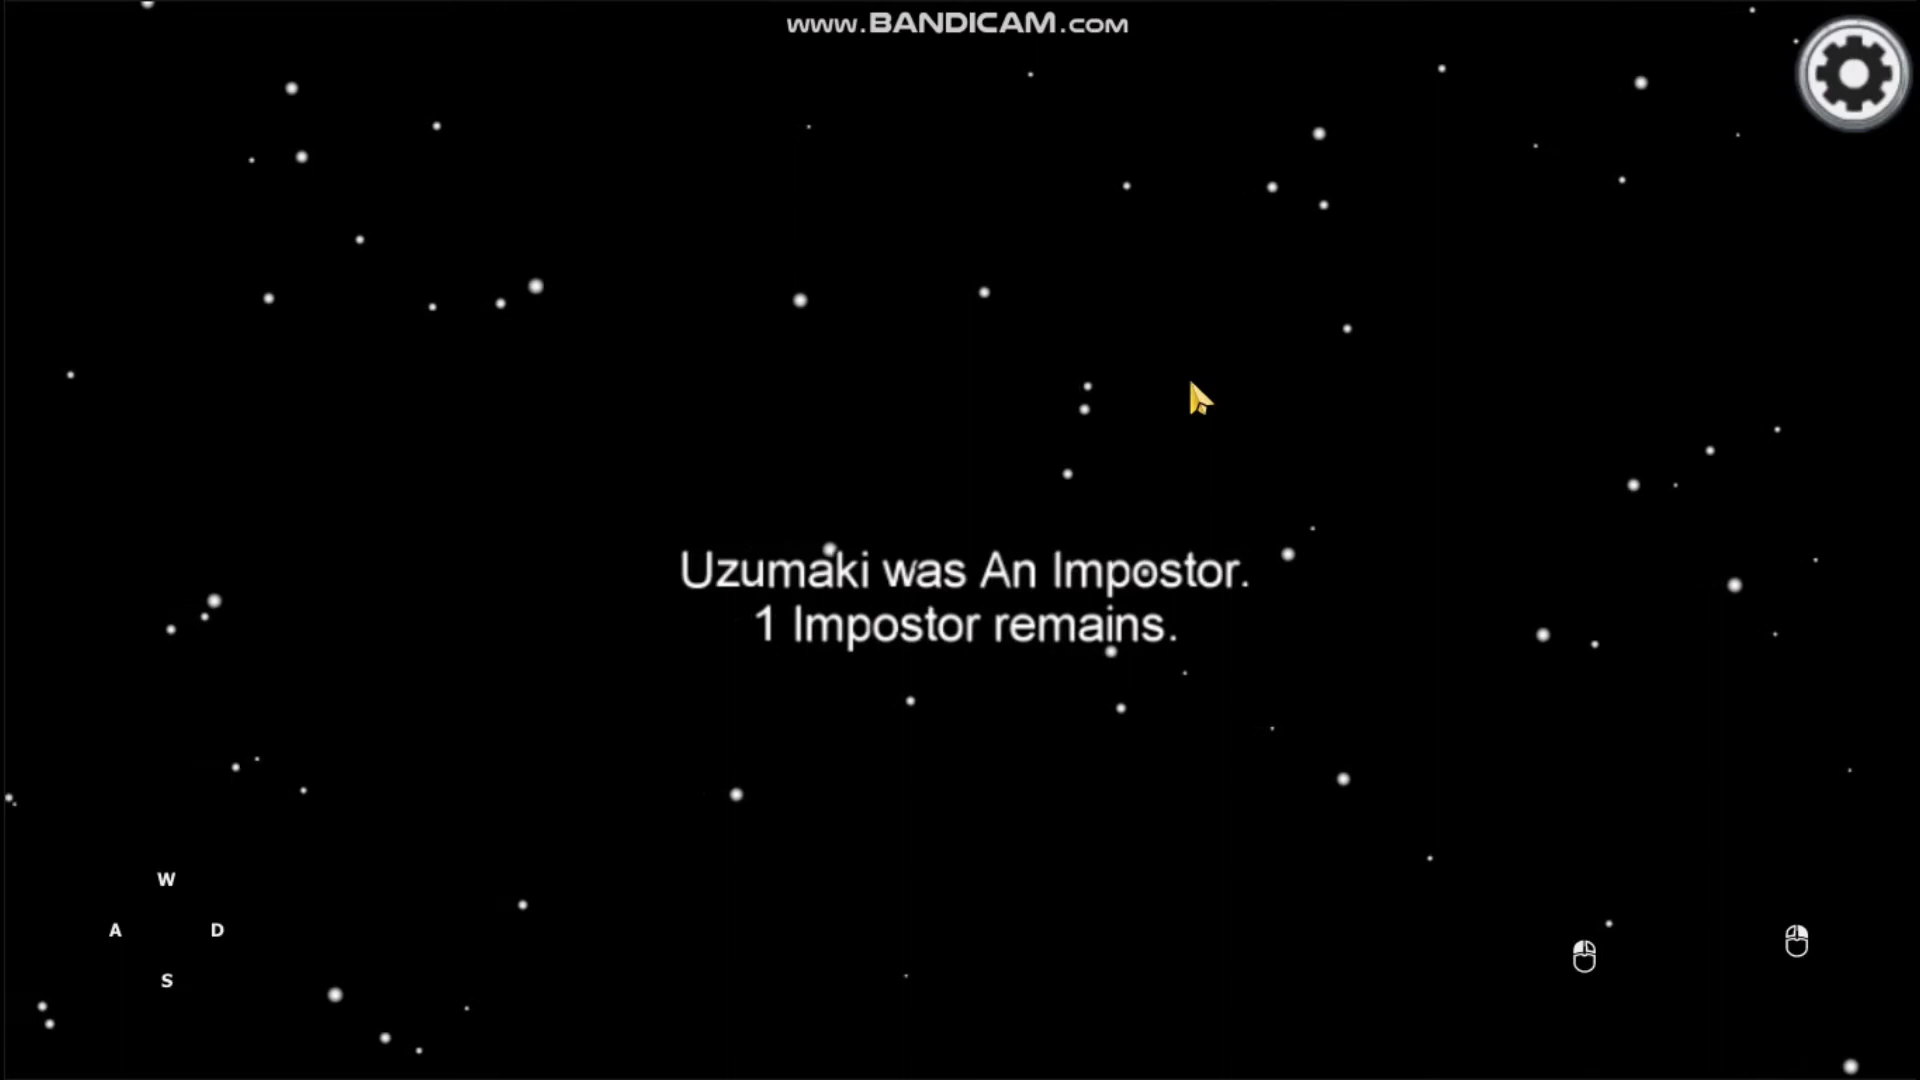 www.BANDICAM.com
Uzumaki was An Impostor.
1 Impostor remains.
W
A D
S